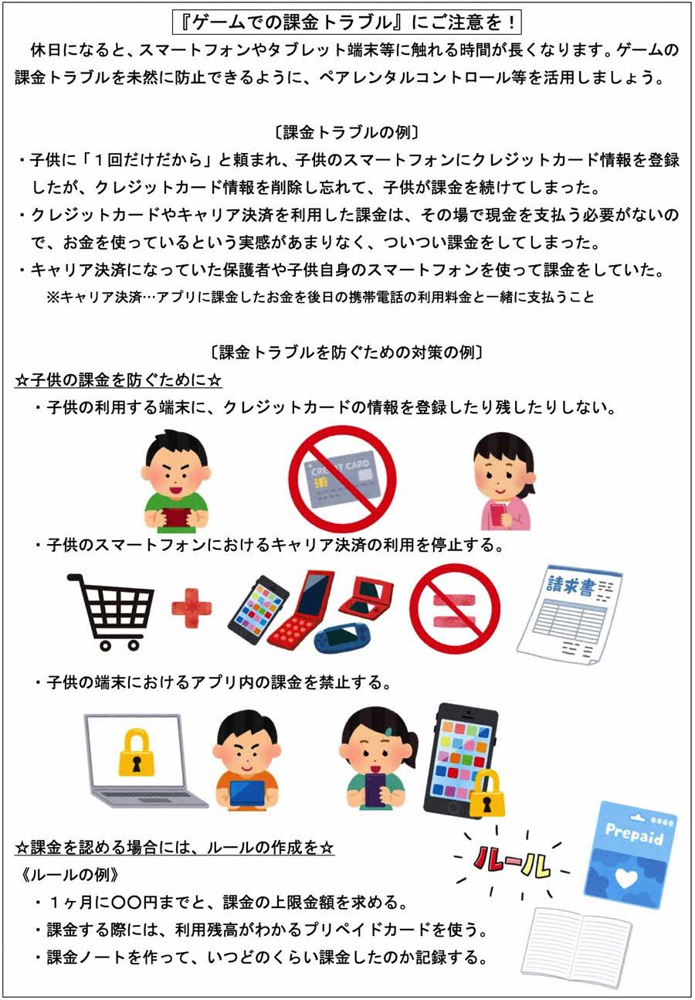 『ゲームでの課金トラブル』にご注意を！
休日になると、スマートフォンやタブレット端末等に触れる時間が長くなります。ゲームの
課金トラブルを未然に防止できるように、ペアレンタルコントロール等を活用しましょう。
〔課金トラブルの例〕
・子供に「１回だけだから」と頼まれ、子供のスマートフォンにクレジットカード情報を登録
したが、クレジットカード情報を削除し忘れて、子供が課金を続けてしまった。
・クレジットカードやキャリア決済を利用した課金は、その場で現金を支払う必要がないの
で、お金を使っているという実感があまりなく、ついつい課金をしてしまった。
・キャリア決済になっていた保護者や子供自身のスマートフォンを使って課金をしていた。
※キャリア決済…アプリに課金したお金を後日の携帯電話の利用料金と一緒に支払うこと
〔課金トラブルを防ぐための対策の例〕
☆子供の課金を防ぐために☆
・子供の利用する端末に、クレジットカードの情報を登録したり残したりしない。
CREDIT CARD
・子供のスマートフォンにおけるキャリア決済の利用を停止する。
請求書
・子供の端末におけるアプリ内の課金を禁止する。
Prepaid
☆課金を認める場合には、ルールの作成を☆
ルール
《ルールの例》
・１ヶ月に〇〇円までと、課金の上限金額を求める。
・課金する際には、利用残高がわかるプリペイドカードを使う。
・課金ノートを作って、いつどのくらい課金したのか記録する。